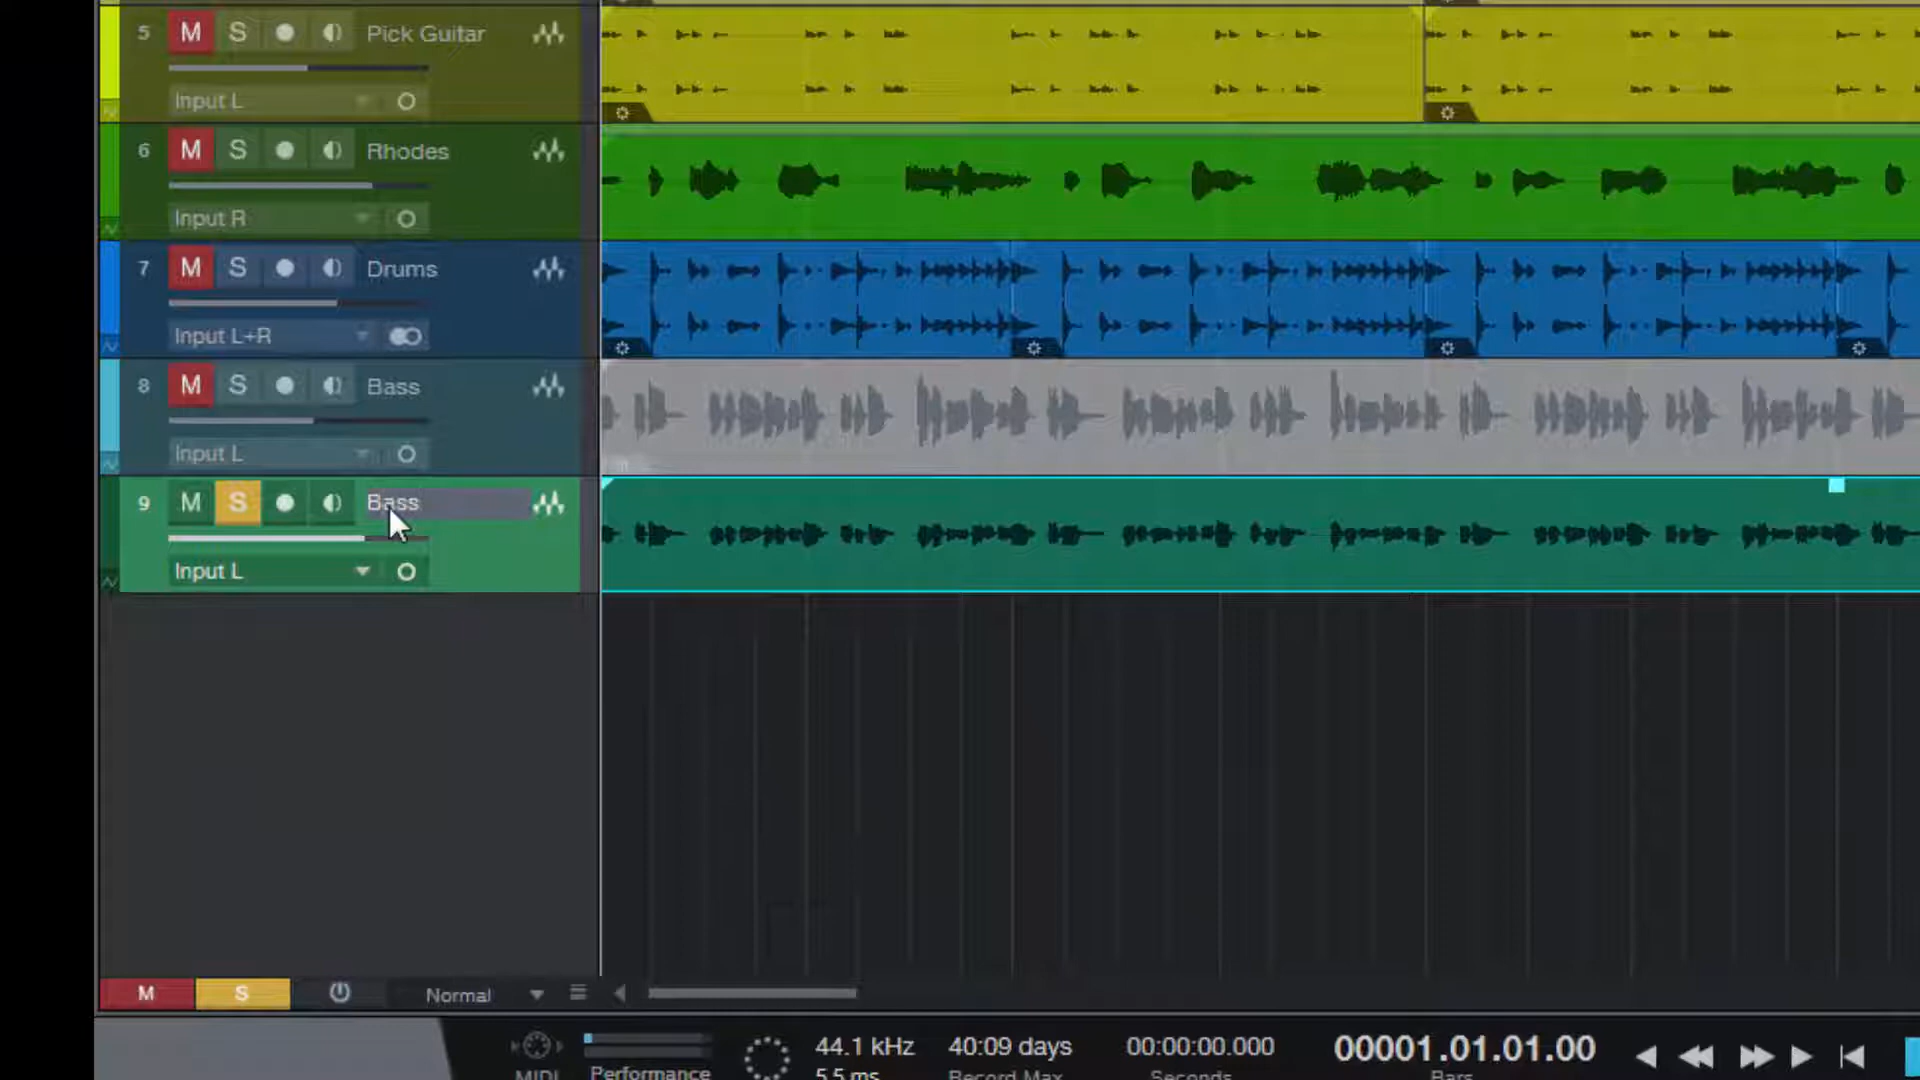 5 M S Pick Guitar
Input L
6 M S Rhodes
Input R
7 M S Drums
Input L+R
8 M S Bass
Input L
9 M S Bass
Input L
M S Normal
44.1 kHz 40:09 days 00:00:00.000 00001.01.01.00
MIDI Performance 5.5 ms Record Max Seconds Bars